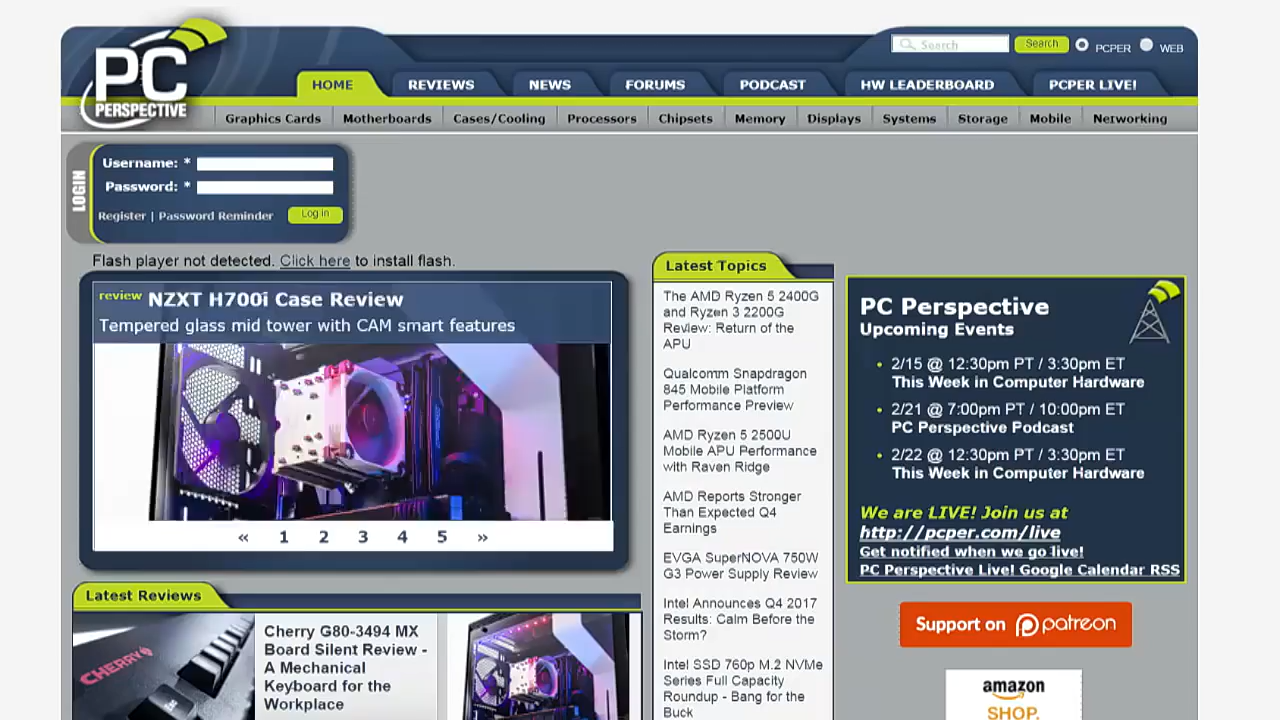 PC
PERSPECTIVE
Search
Search
PCPER
WEB
HOME
REVIEWS
NEWS
FORUMS
PODCAST
HW LEADERBOARD
PCPER LIVE!
Graphics Cards
Motherboards
Cases/Cooling
Processors
Chipsets
Memory
Displays
Systems
Storage
Mobile
Networking
LOGIN
Username: *
Password: *
Register | Password Reminder
Log in
Flash player not detected. Click here to install flash.
review NZXT H700i Case Review
Tempered glass mid tower with CAM smart features
« 1 2 3 4 5 »
Latest Reviews
CHERRY
Cherry G80-3494 MX
Board Silent Review -
A Mechanical
Keyboard for the
Workplace
Latest Topics
The AMD Ryzen 5 2400G
and Ryzen 3 2200G
Review: Return of the
APU
Qualcomm Snapdragon
845 Mobile Platform
Performance Preview
AMD Ryzen 5 2500U
Mobile APU Performance
with Raven Ridge
AMD Reports Stronger
Than Expected Q4
Earnings
EVGA SuperNOVA 750W
G3 Power Supply Review
Intel Announces Q4 2017
Results: Calm Before the
Storm?
Intel SSD 760p M.2 NVMe
Series Full Capacity
Roundup - Bang for the
Buck
PC Perspective
Upcoming Events
• 2/15 @ 12:30pm PT / 3:30pm ET
This Week in Computer Hardware
• 2/21 @ 7:00pm PT / 10:00pm ET
PC Perspective Podcast
• 2/22 @ 12:30pm PT / 3:30pm ET
This Week in Computer Hardware
We are LIVE! Join us at
http://pcper.com/live
Get notified when we go live!
PC Perspective Live! Google Calendar RSS
Support on patreon
amazon
SHOP.